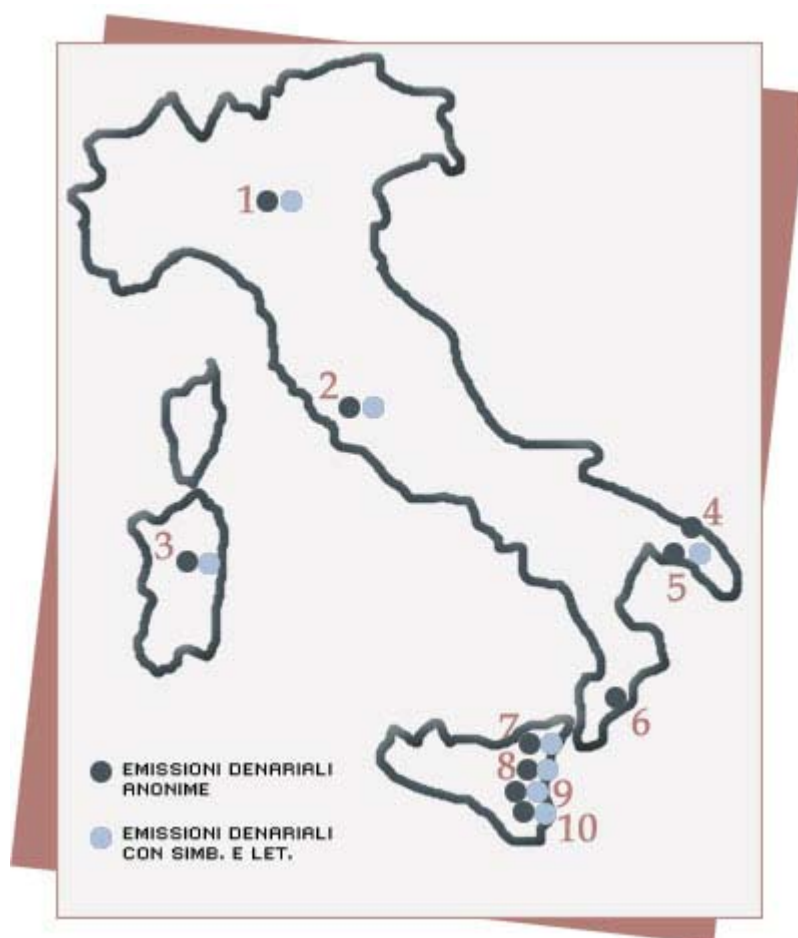 1
2
3
4
5
6
7
8
9
10
EMISSIONI DENARIALI
ANONIME
EMISSIONI DENARIALI
CON SIMB. E LET.